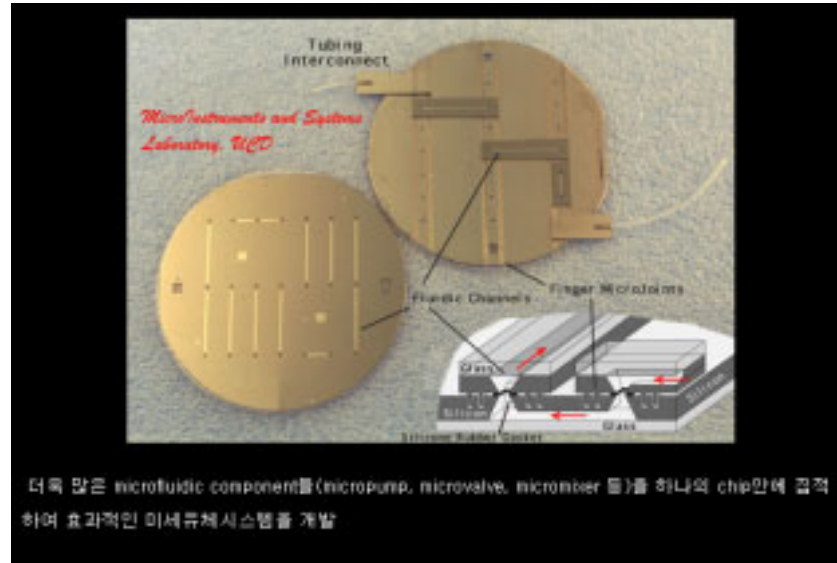 Tubing
Interconnect
MicroInstruments and Systems
Laboratory, UCD
Fluidic Channels
Finger MicroJoints
Glass
Silicon
Silicon
Glass
Silicone Rubber Gasket
더욱 많은 microfluidic component들(micropump, microvalve, micromixer 등)을 하나의 chip안에 집적
하여 효과적인 미세유체시스템을 개발